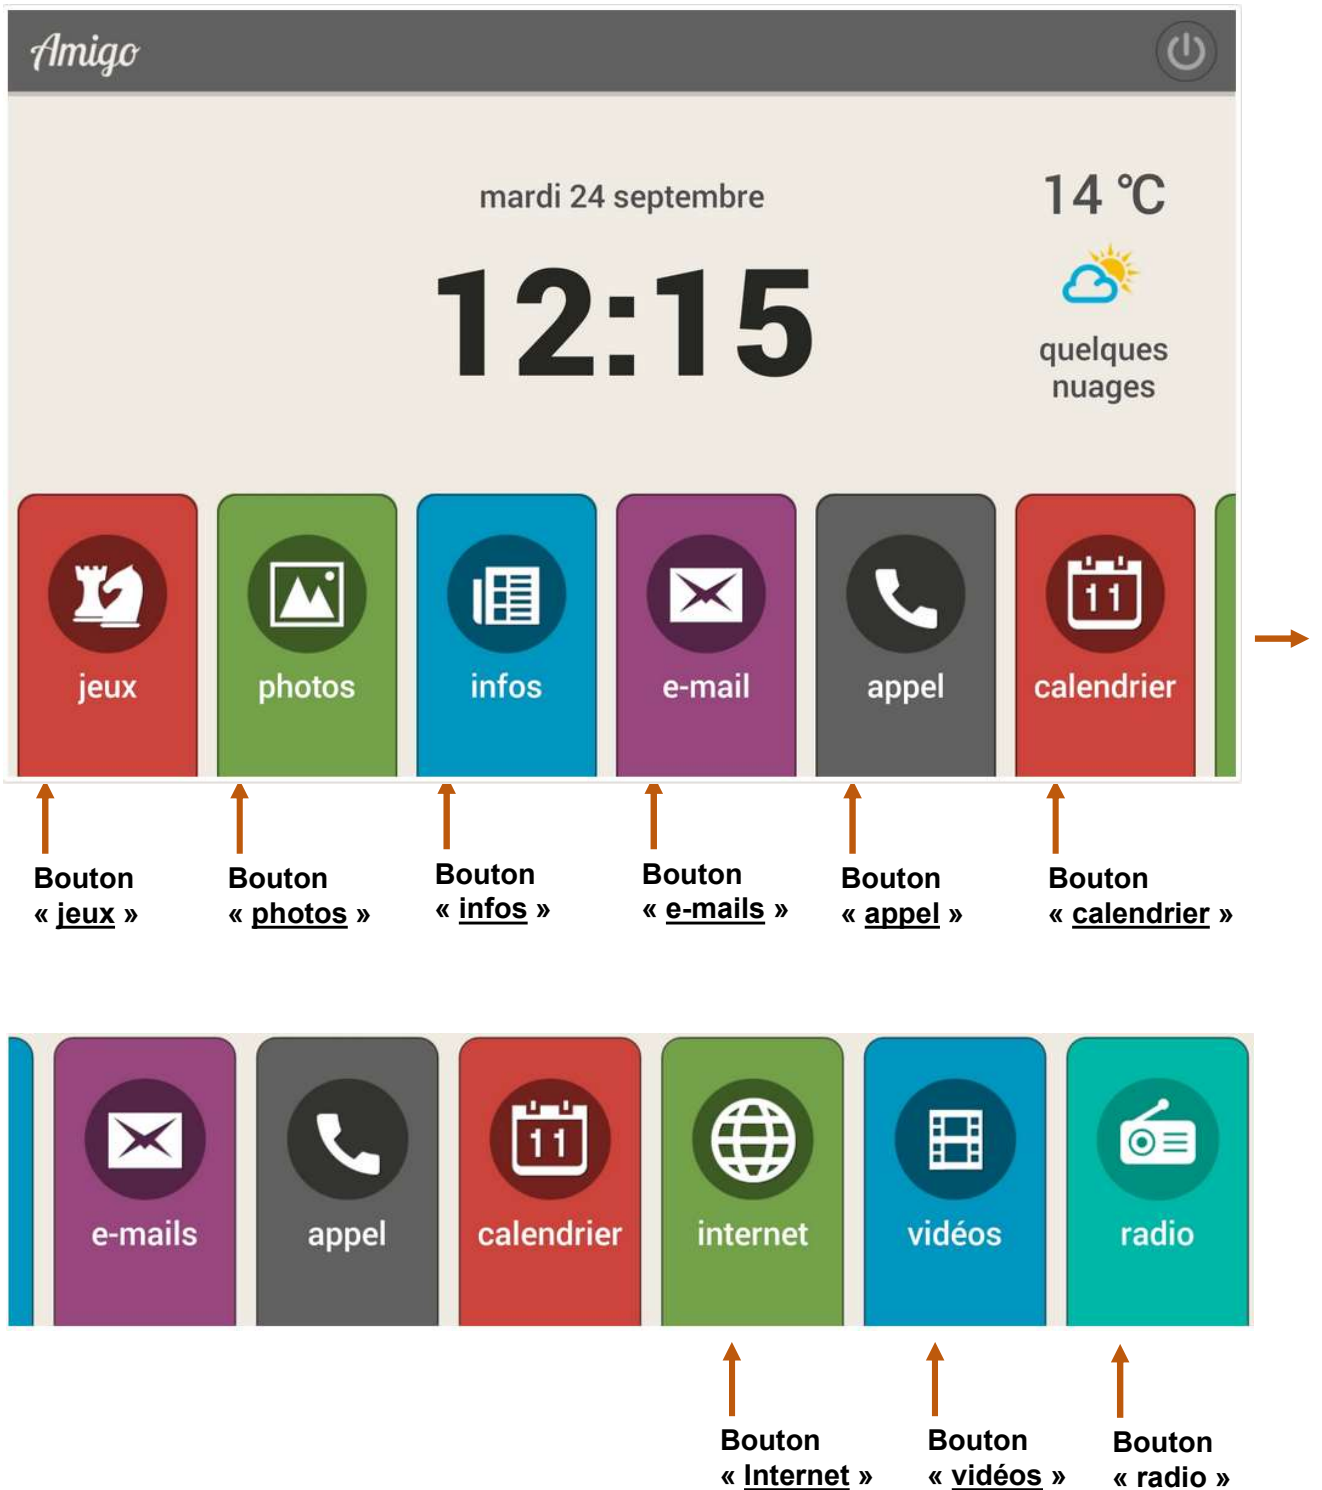 Amigo
mardi 24 septembre
14 °C
12:15
quelques
nuages
jeux
photos
infos
11
e-mail
appel
calendrier
Bouton
« jeux »
Bouton
« photos »
Bouton
« infos »
Bouton
« e-mails »
Bouton
« appel »
Bouton
« calendrier »
11
e-mails
appel
calendrier
internet
vidéos
radio
Bouton
« Internet »
Bouton
« vidéos »
Bouton
« radio »